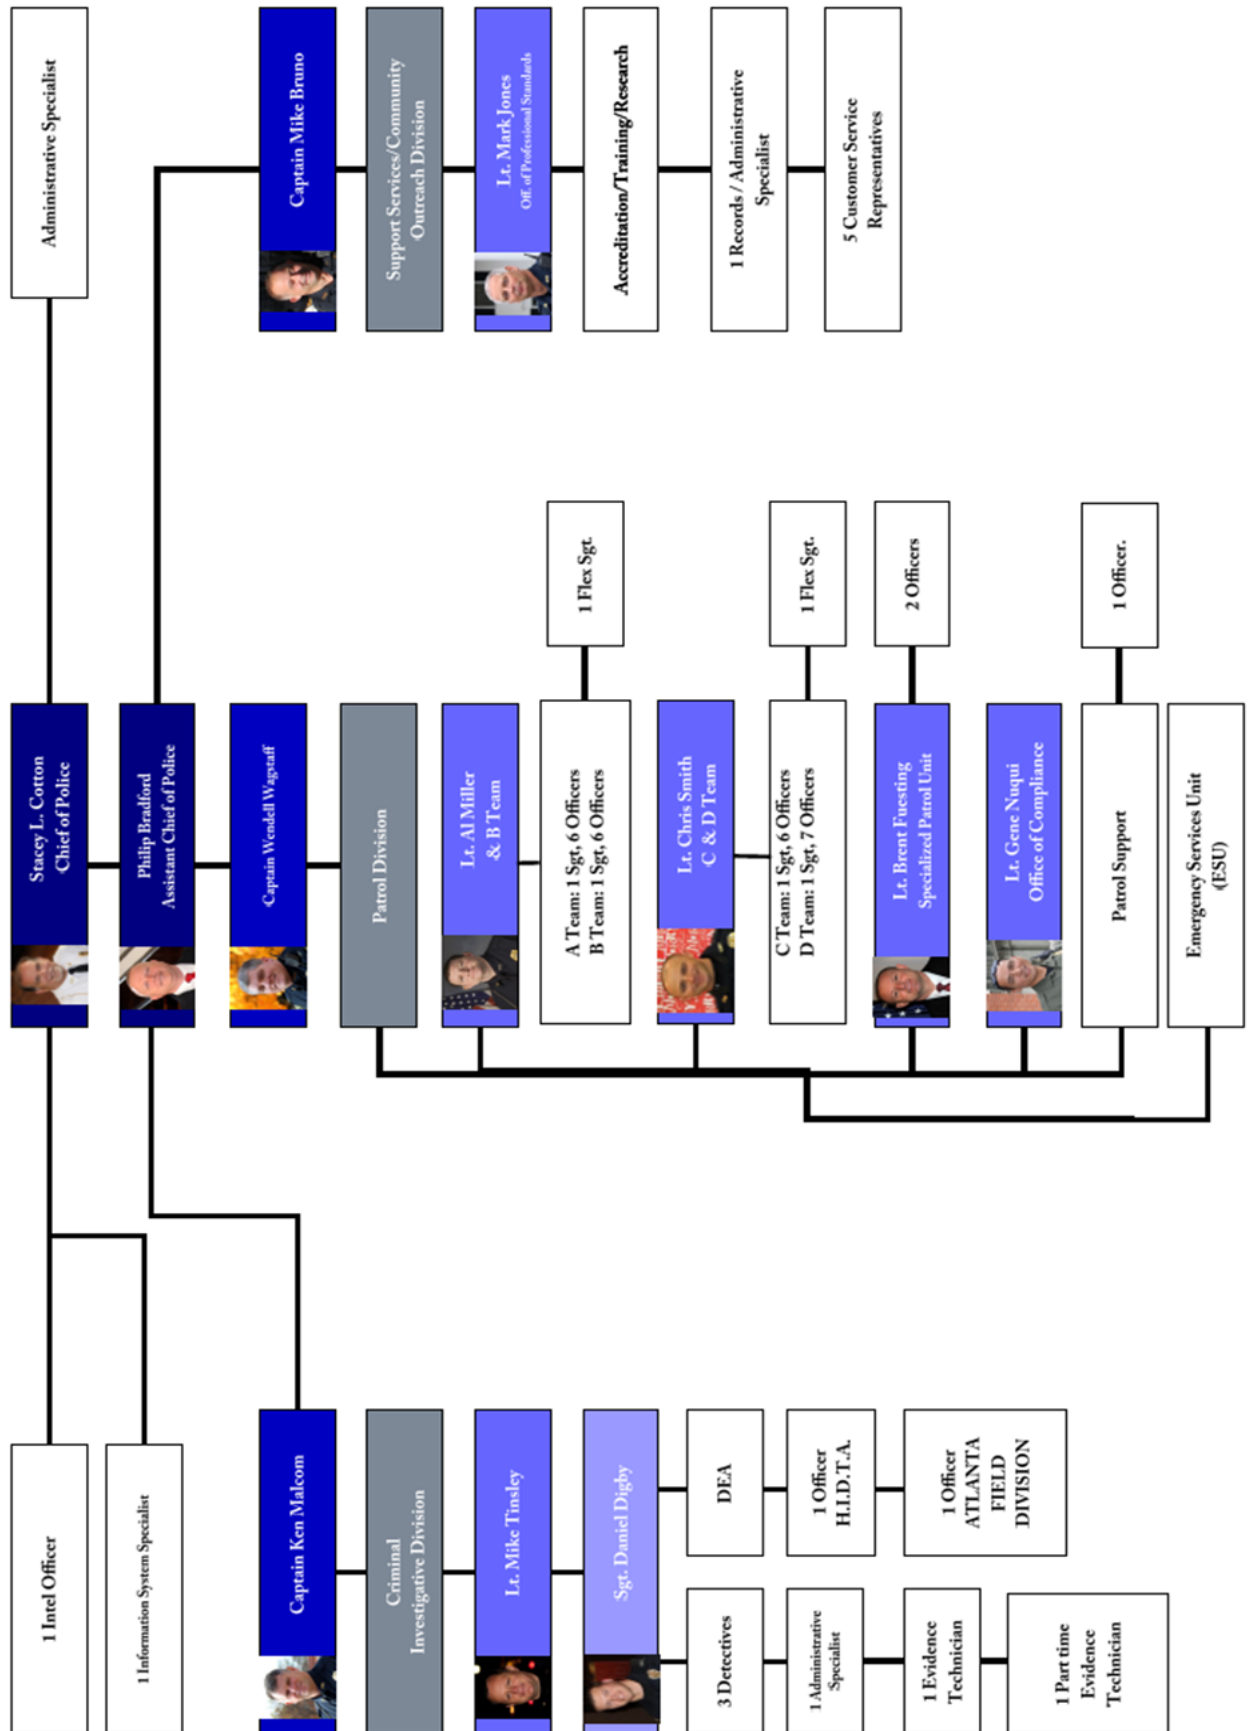 Stacey L. Cotton
Chief of Police
Administrative Specialist
1 Intel Officer
1 Information System Specialist
Philip Bradford
Assistant Chief of Police
Captain Ken Malcom
Criminal
Investigative Division
Lt. Mike Tinsley
Sgt. Daniel Digby
3 Detectives
1 Administrative
Specialist
1 Evidence
Technician
1 Part time
Evidence
Technician
DEA
1 Officer
H.I.D.T.A.
1 Officer
ATLANTA
FIELD
DIVISION
Captain Wendell Wagstaff
Patrol Division
Lt. Al Miller
& B Team
A Team: 1 Sgt, 6 Officers
B Team: 1 Sgt, 6 Officers
1 Flex Sgt.
Lt. Chris Smith
C & D Team
C Team: 1 Sgt, 6 Officers
D Team: 1 Sgt, 7 Officers
1 Flex Sgt.
Lt. Brent Fuesting
Specialized Patrol Unit
2 Officers
Lt. Gene Nuqui
Office of Compliance
Patrol Support
1 Officer.
Emergency Services Unit
(ESU)
Captain Mike Bruno
Support Services/Community
Outreach Division
Lt. Mark Jones
Off. of Professional Standards
Accreditation/Training/Research
1 Records / Administrative
Specialist
5 Customer Service
Representatives